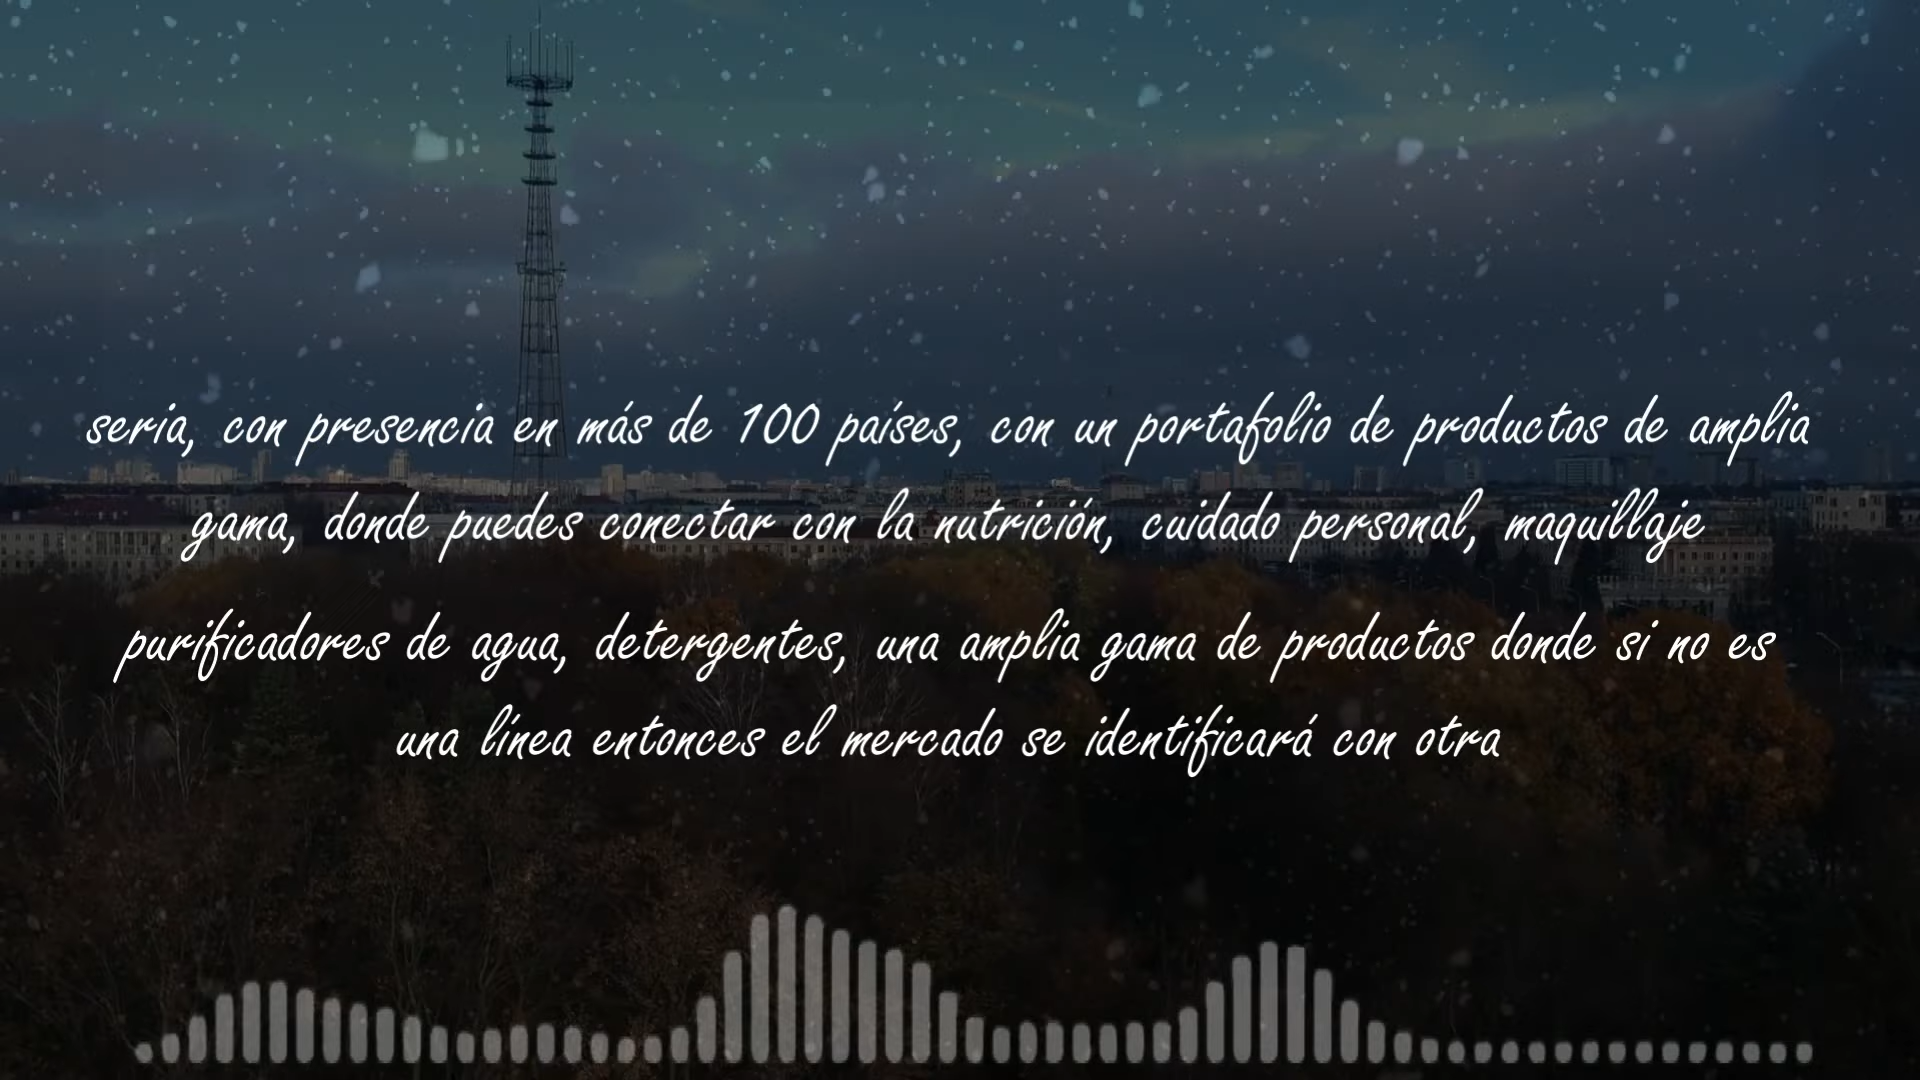 seria, con presencia en más de 100 países, con un portafolio de productos de amplia
gama, donde puedes conectar con la nutrición, cuidado personal, maquillaje
purificadores de agua, detergentes, una amplia gama de productos donde si no es
una línea entonces el mercado se identificará con otra